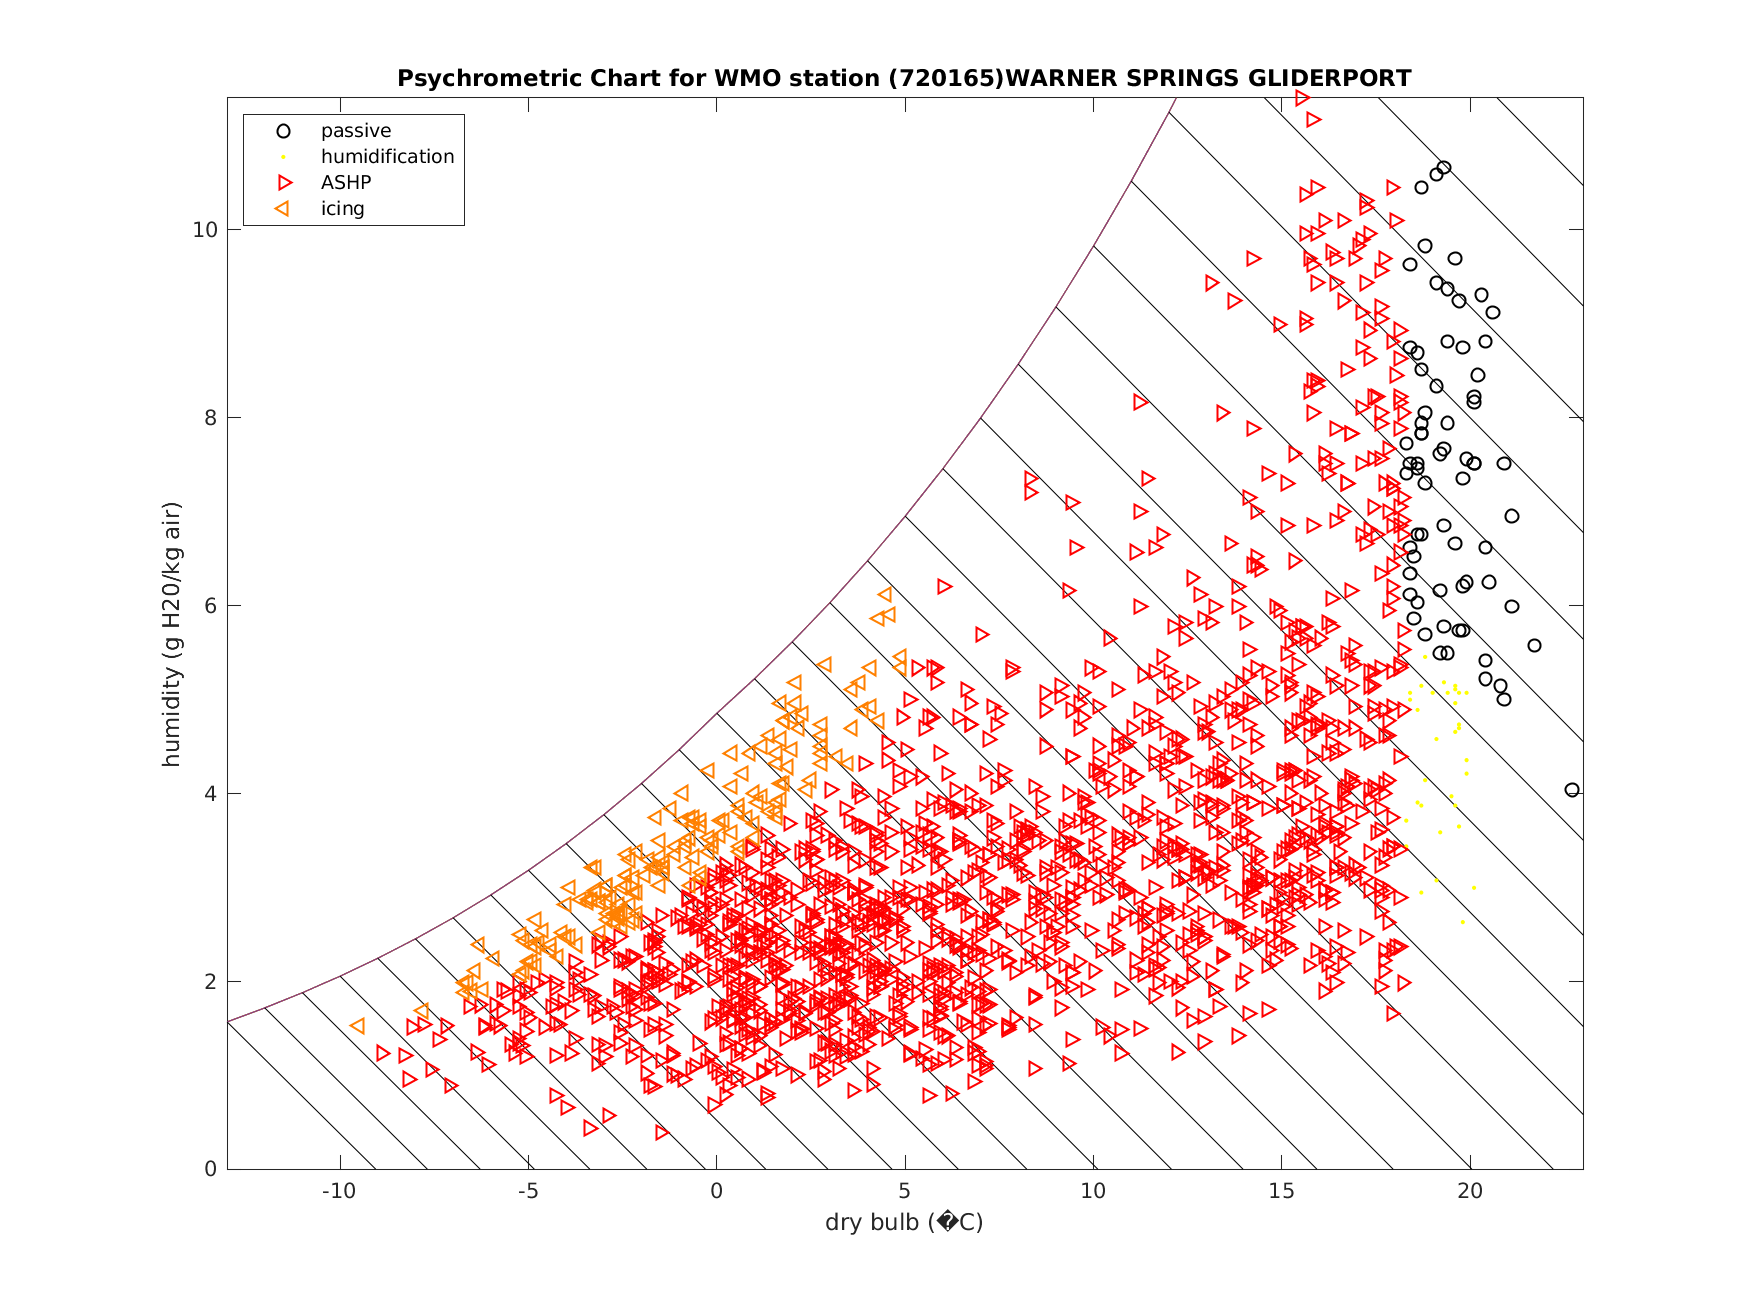 Psychrometric Chart for WMO station (720165)WARNER SPRINGS GLIDERPORT
passive
humidification
ASHP
icing
humidity (g H20/kg air)
10
8
6
4
2
0
-10 -5 0 5 10 15 20
dry bulb (�C)